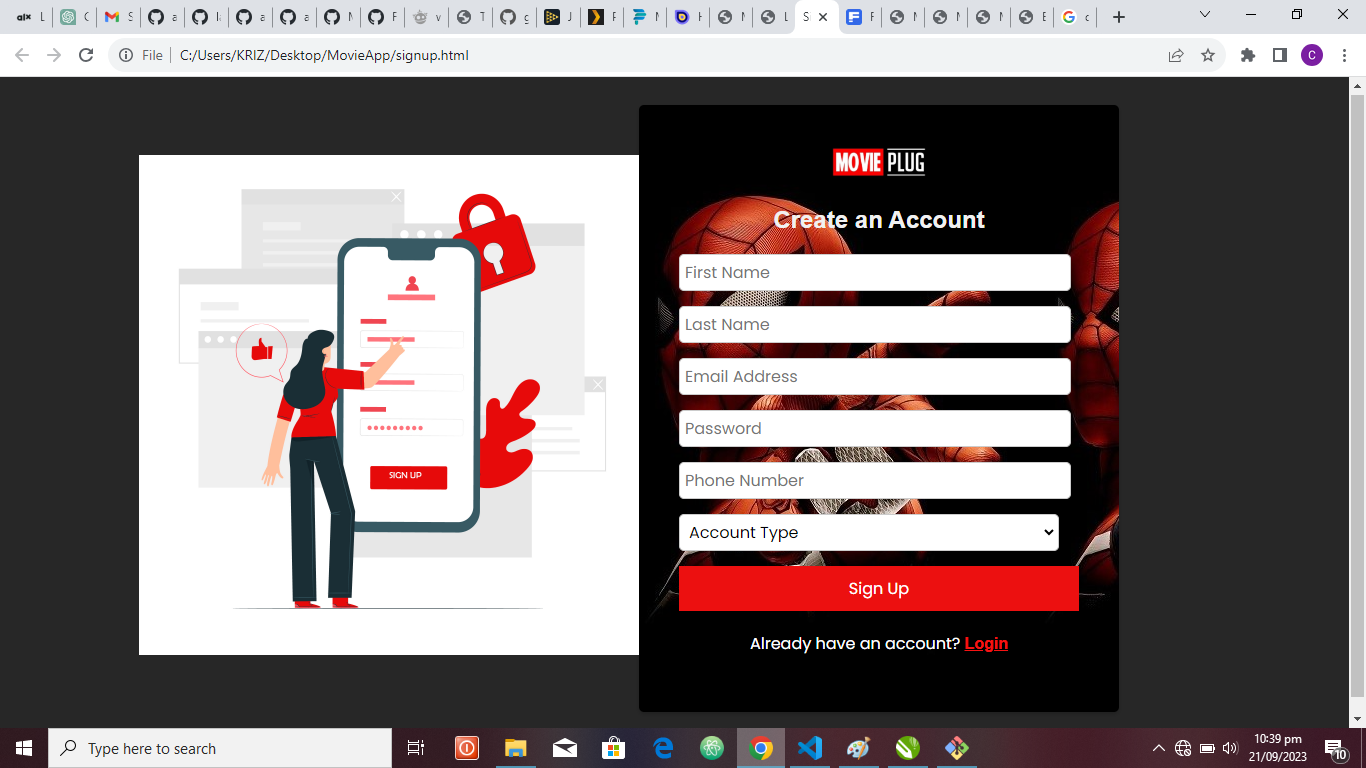 File
C:/Users/KRIZ/Desktop/MovieApp/signup.html
C
MOVIE PLUG
Create an Account
First Name
Last Name
Email Address
Password
Phone Number
Account Type
Sign Up
Already have an account? Login
SIGN UP
Type here to search
10:39 pm
21/09/2023
10